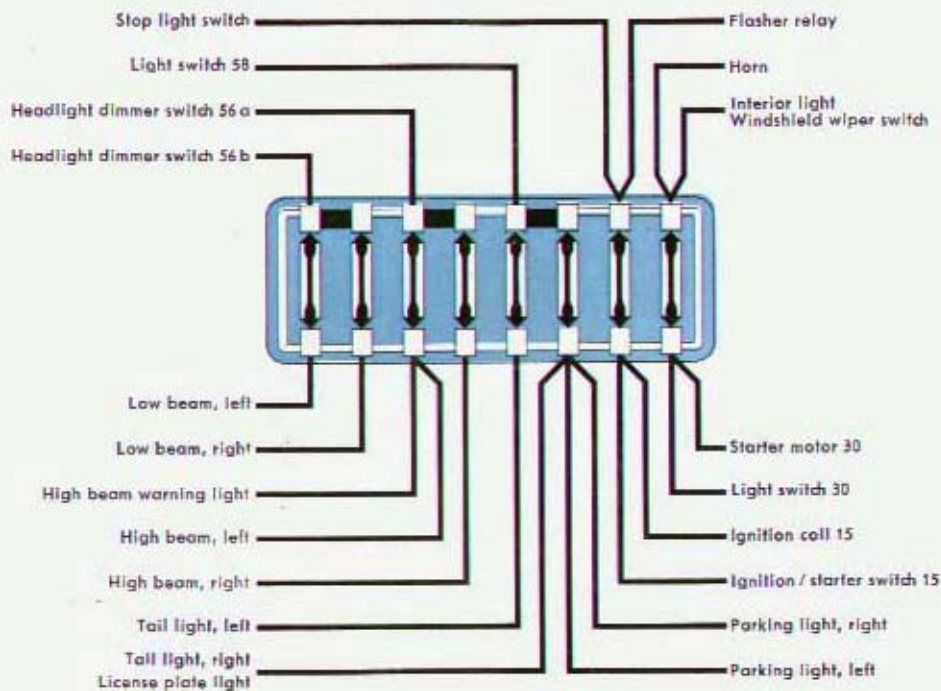 Stop light switch
Light switch 58
Headlight dimmer switch 56 a
Headlight dimmer switch 56 b
Flasher relay
Horn
Interior light
Windshield wiper switch
Low beam, left
Low beam, right
High beam warning light
High beam, left
High beam, right
Tail light, left
Tail light, right
License plate light
Starter motor 30
Light switch 30
Ignition coil 15
Ignition / starter switch 15
Parking light, right
Parking light, left